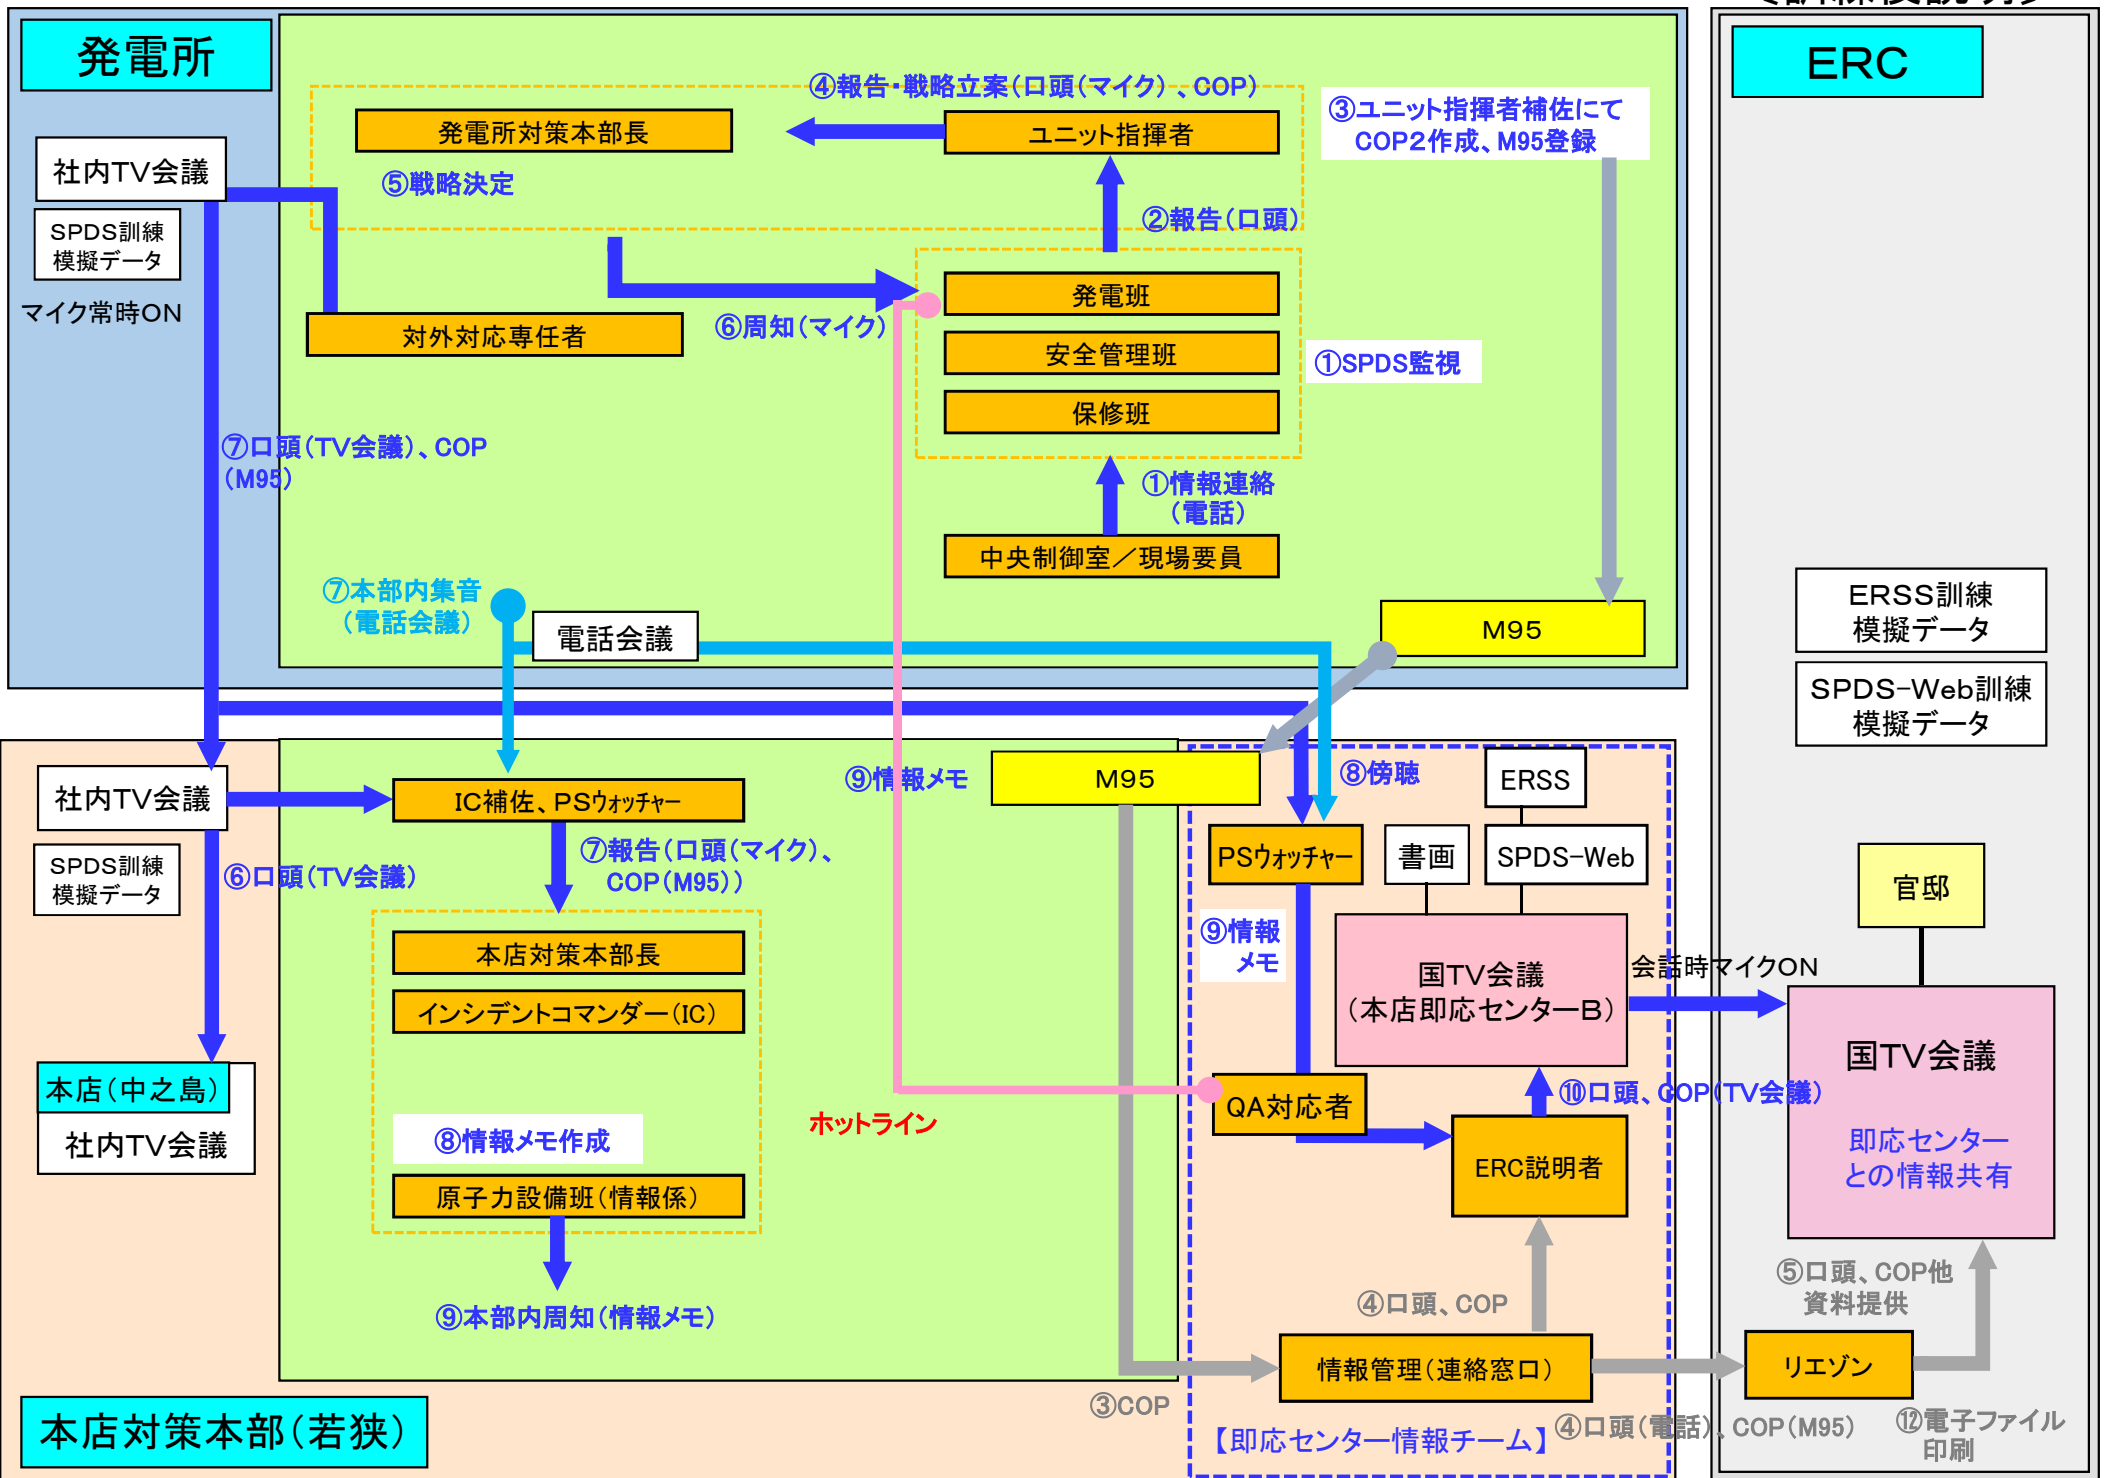 発電所
ERC
④報告・戦略立案（口頭（マイク）、COP）
発電所対策本部長
ユニット指揮者
③ユニット指揮者補佐にて
COP2作成、M95登録
社内TV会議
⑤戦略決定
②報告（口頭）
SPDS訓練
模擬データ
マイク常時ON
発電班
⑥周知（マイク）
対外対応専任者
安全管理班
①SPDS監視
保修班
⑦口頭（TV会議）、COP
（M95）
①情報連絡
（電話）
中央制御室／現場要員
⑦本部内集音
（電話会議）
電話会議
M95
ERSS訓練
模擬データ
SPDS-Web訓練
模擬データ
社内TV会議
IC補佐、PSウォッチャー
⑨情報メモ
M95
⑧傍聴
ERSS
SPDS訓練
模擬データ
⑥口頭（TV会議）
⑦報告（口頭（マイク）、
COP（M95））
PSウォッチャー
書画
SPDS-Web
官邸
本店対策本部長
⑨情報
メモ
国TV会議
（本店即応センターB）
会話時マイクON
インシデントコマンダー（IC）
国TV会議
即応センター
との情報共有
本店（中之島）
社内TV会議
⑧情報メモ作成
ホットライン
QA対応者
⑩口頭、COP（TV会議）
ERC説明者
原子力設備班（情報係）
⑨本部内周知（情報メモ）
④口頭、COP
⑤口頭、COP他
資料提供
情報管理（連絡窓口）
リエゾン
③COP
本店対策本部（若狭）
【即応センター情報チーム】
④口頭（電話）、COP（M95）
⑫電子ファイル
印刷